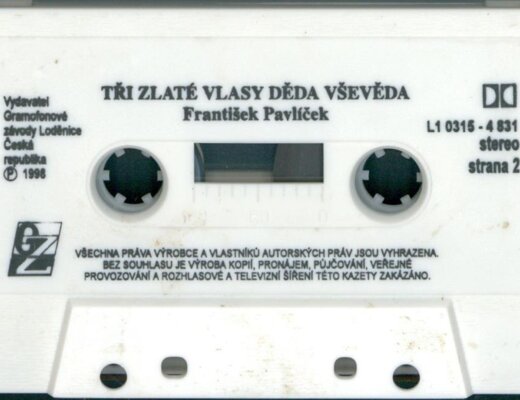 TŘI ZLATÉ VLASY DĚDA VŠEVĚDA
František Pavlíček
Vydavatel
Gramofonové
závody Loděnice
Česká
republika
Ⓟ 1998
L1 0315 - 4 831
stereo
strana 2
GZ
VŠECHNA PRÁVA VÝROBCE A VLASTNÍKŮ AUTORSKÝCH PRÁV JSOU VYHRAZENA.
BEZ SOUHLASU JE VÝROBA KOPIÍ, PRONÁJEM, PŮJČOVÁNÍ, VEŘEJNÉ
PROVOZOVÁNÍ A ROZHLASOVÉ A TELEVIZNÍ ŠÍŘENÍ TÉTO KAZETY ZAKÁZÁNO.